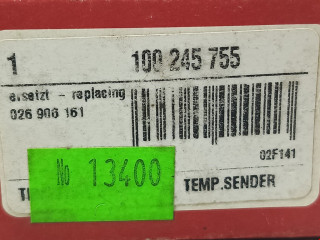 1 100 245 755
ersetzt - replacing
026 906 161
02F141
No 13400
TEMP.SENDER